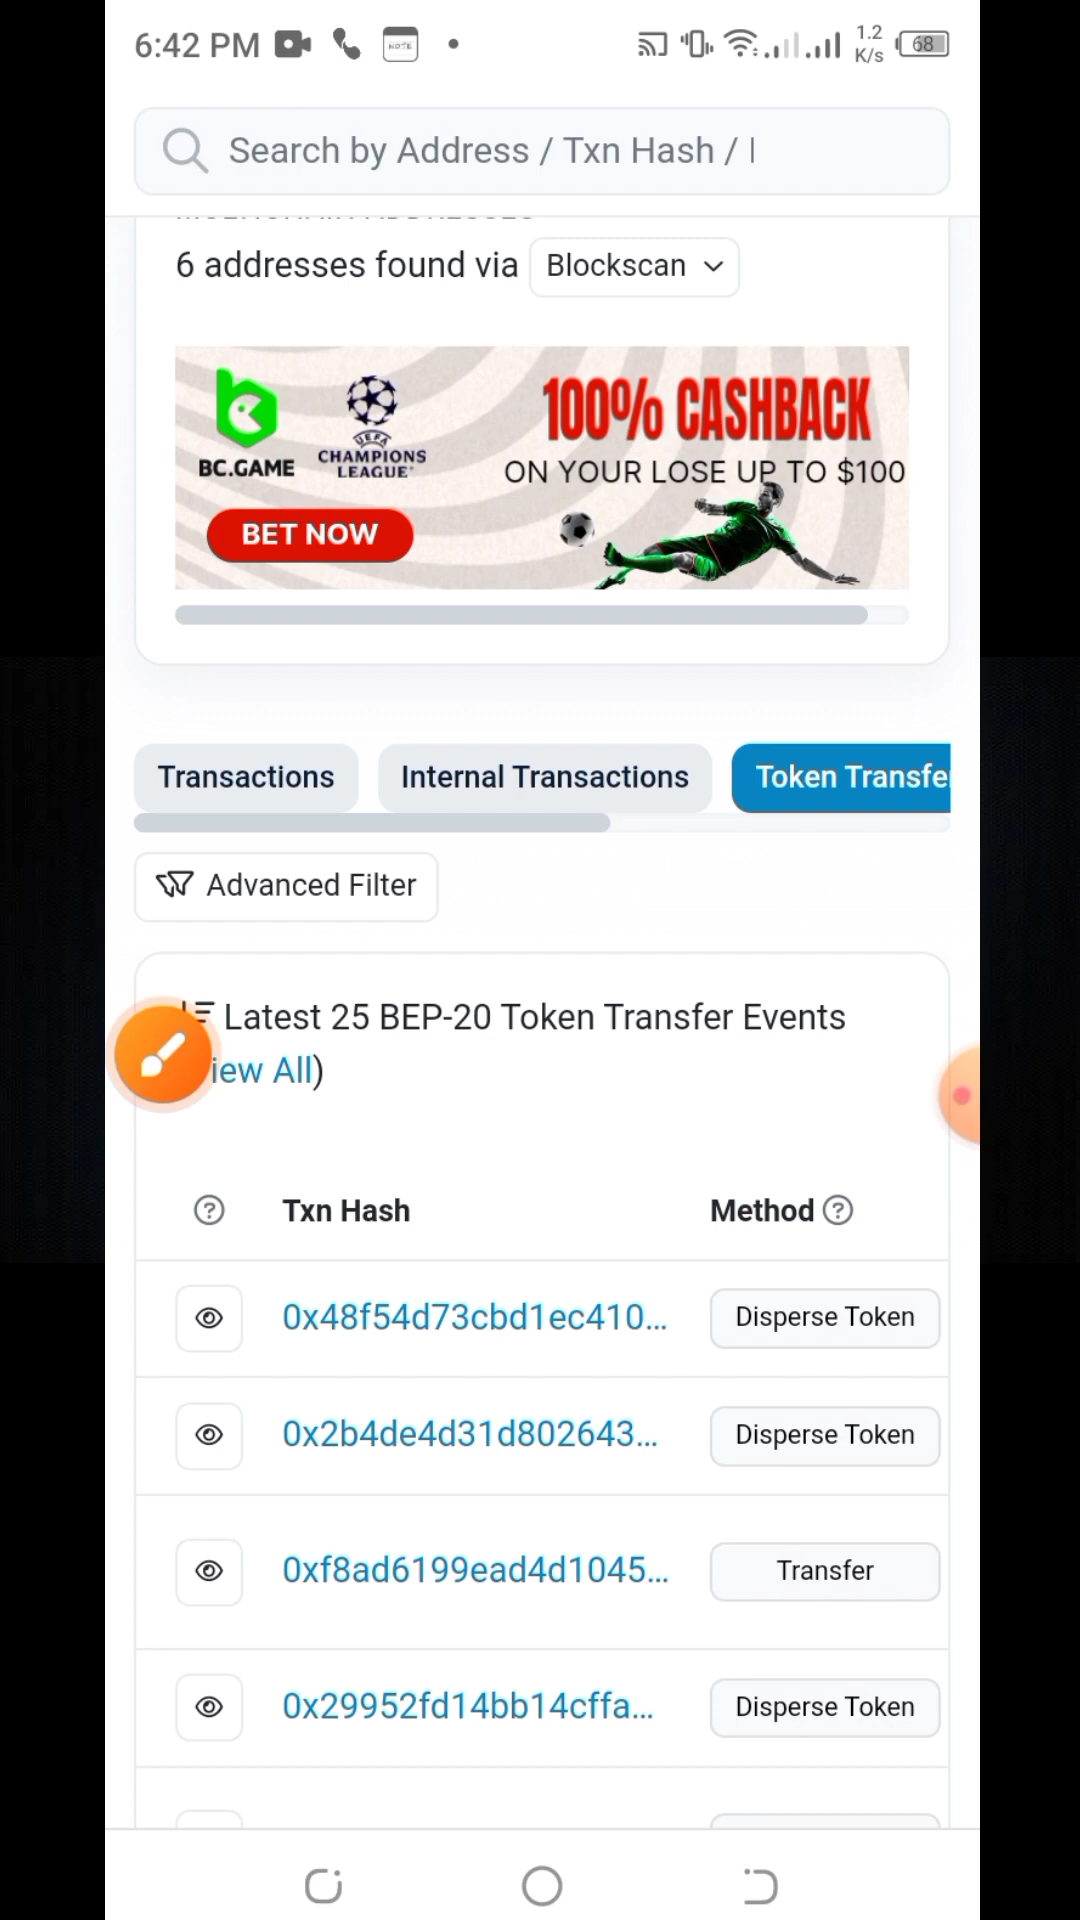 6:42 PM NOTE 1.2 K/s 68
Search by Address / Txn Hash /
6 addresses found via Blockscan
BC.GAME
UEFA
CHAMPIONS
LEAGUE
100% CASHBACK
ON YOUR LOSE UP TO $100
BET NOW
Transactions Internal Transactions Token Transfe
Advanced Filter
Latest 25 BEP-20 Token Transfer Events
iew All)
Txn Hash Method
0x48f54d73cbd1ec410... Disperse Token
0x2b4de4d31d802643... Disperse Token
0xf8ad6199ead4d1045... Transfer
0x29952fd14bb14cffa... Disperse Token